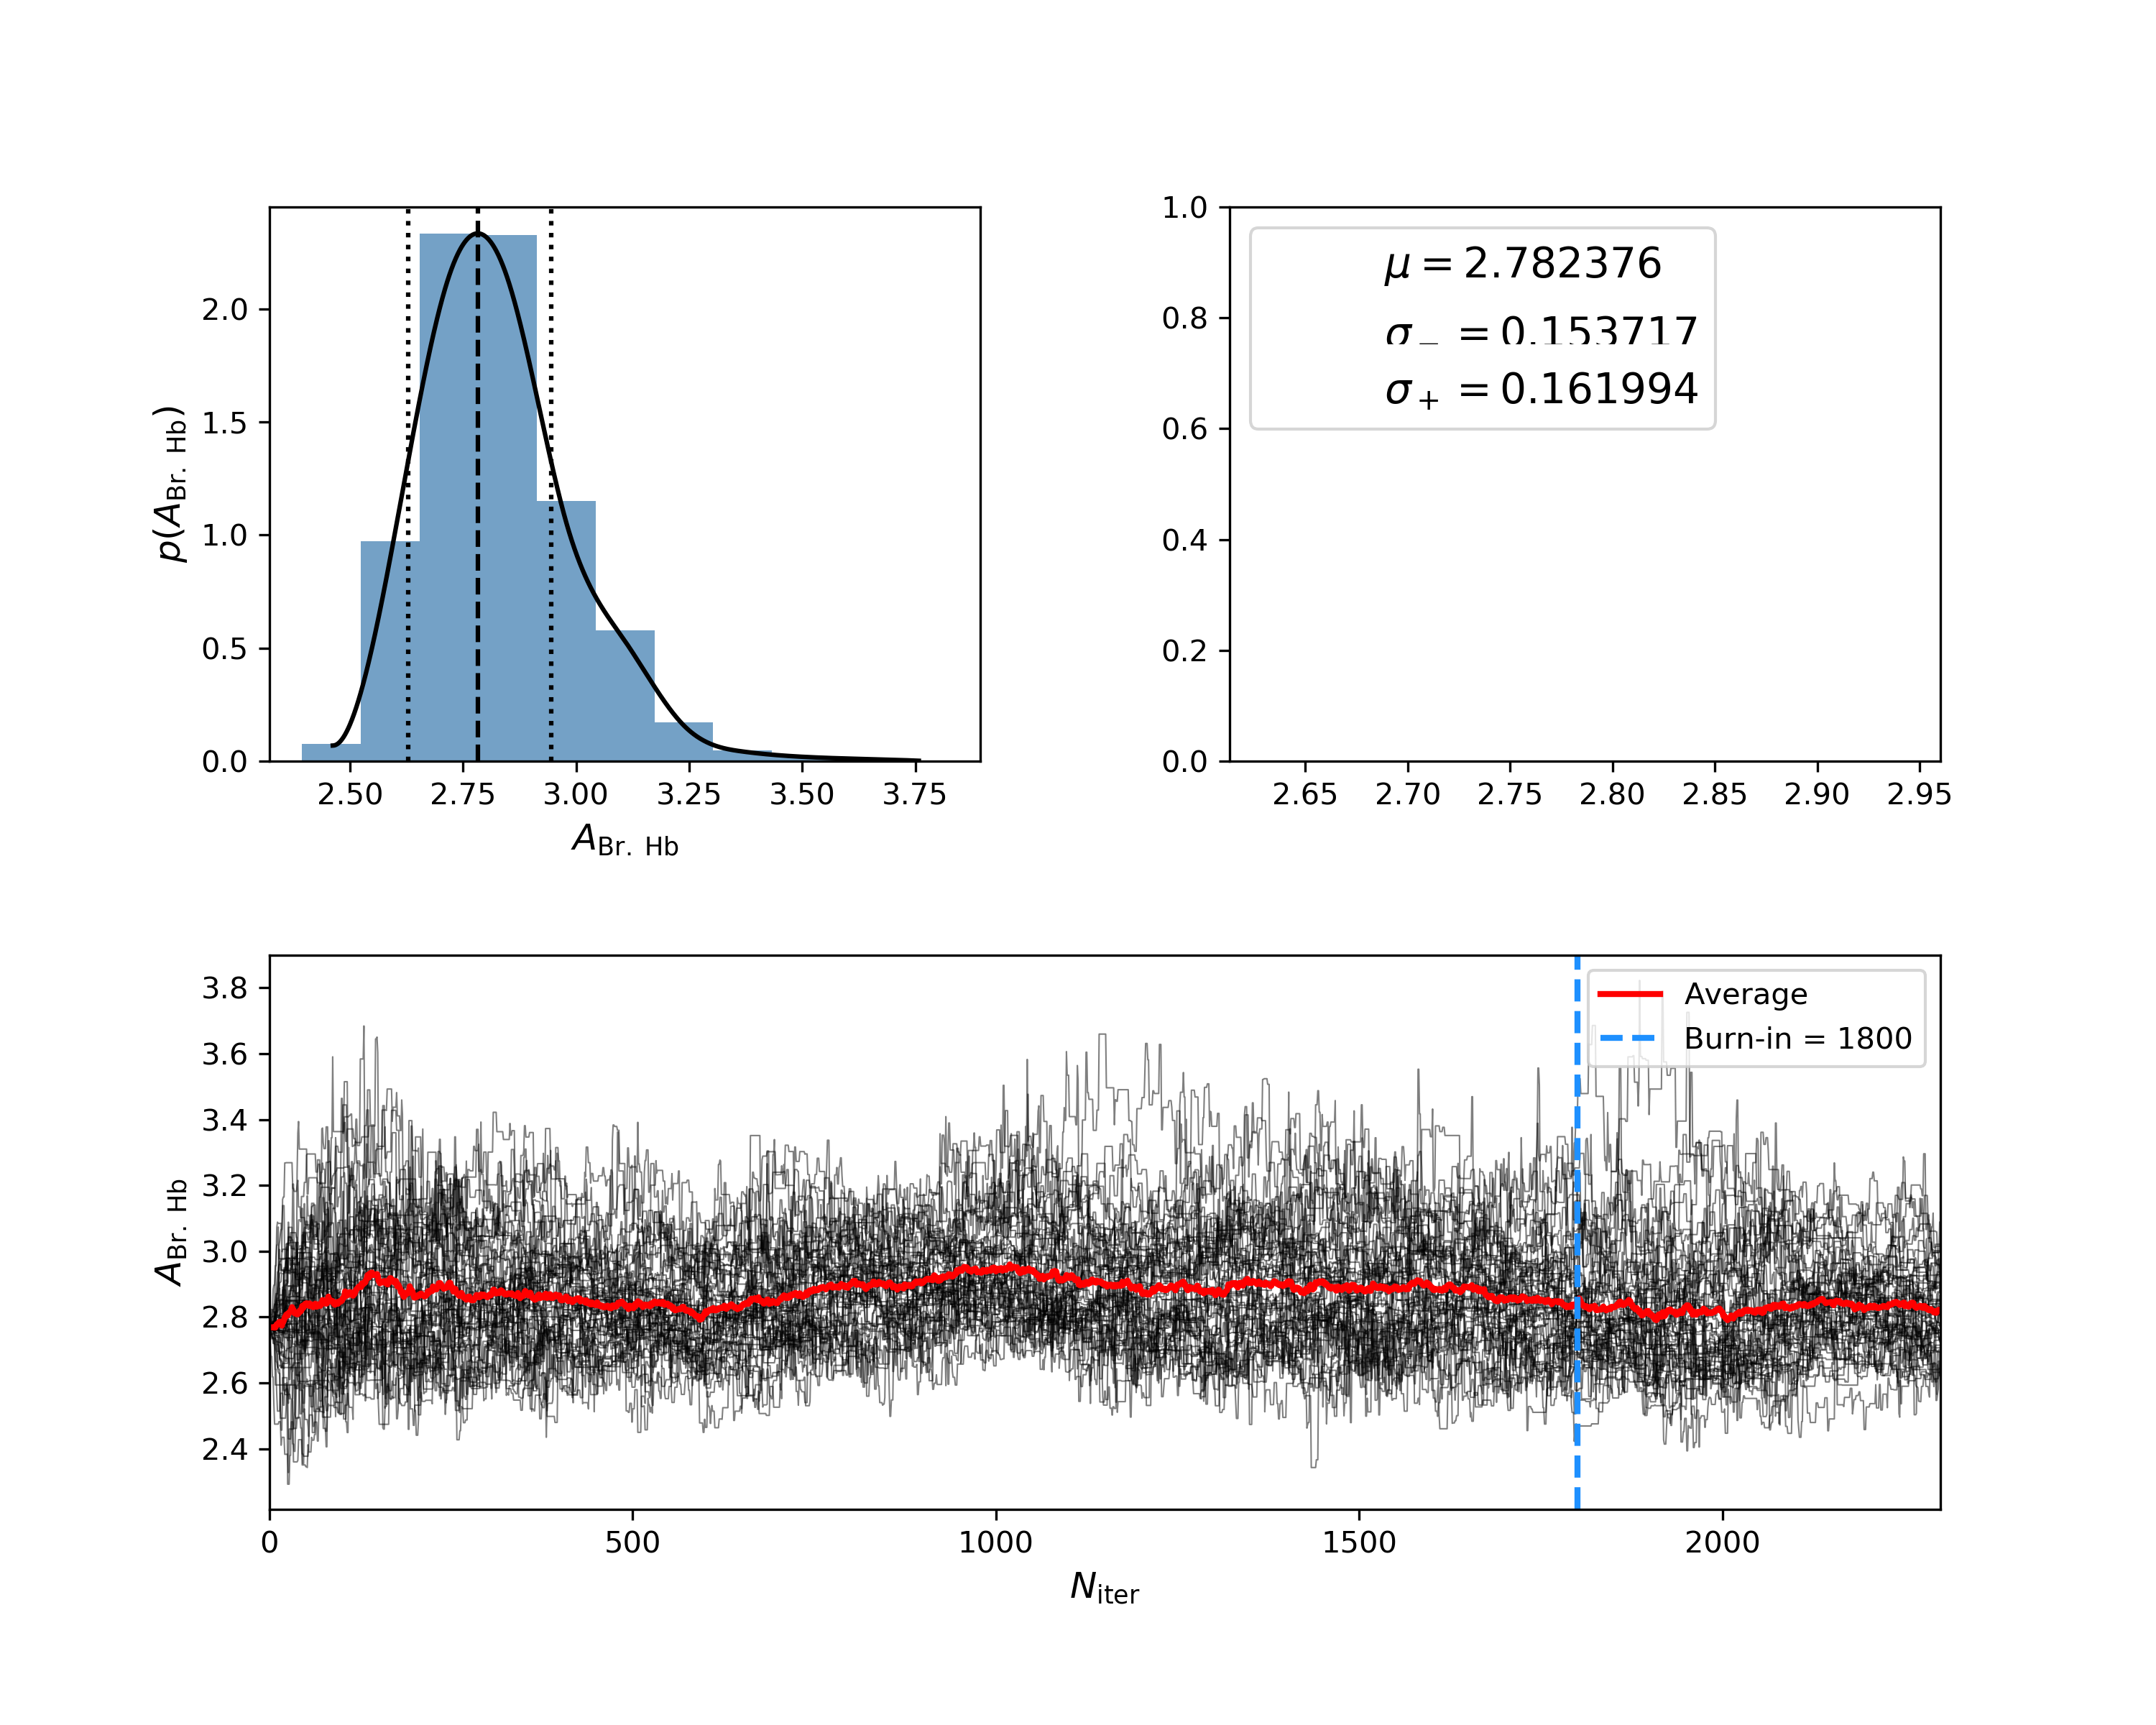 p(A_Br. Hb)
2.0
1.5
1.0
0.5
0.0
2.50 2.75 3.00 3.25 3.50 3.75
A_Br. Hb
1.0
0.8
0.6
0.4
0.2
0.0
μ = 2.782376
σ_− = 0.153717
σ_+ = 0.161994
2.65 2.70 2.75 2.80 2.85 2.90 2.95
A_Br. Hb
3.8
3.6
3.4
3.2
3.0
2.8
2.6
2.4
Average
Burn-in = 1800
0 500 1000 1500 2000
N_iter